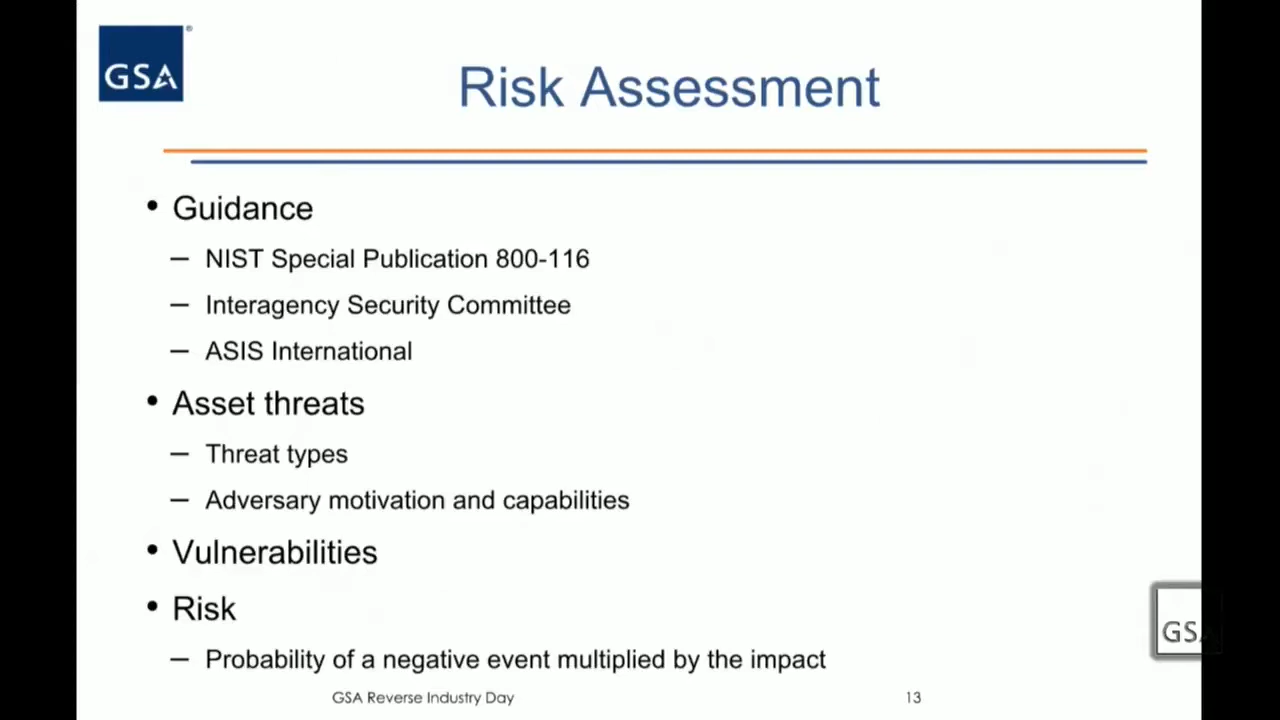 GSA
®
Risk Assessment
• Guidance
– NIST Special Publication 800-116
– Interagency Security Committee
– ASIS International
• Asset threats
– Threat types
– Adversary motivation and capabilities
• Vulnerabilities
• Risk
– Probability of a negative event multiplied by the impact
GSA
GSA Reverse Industry Day
13